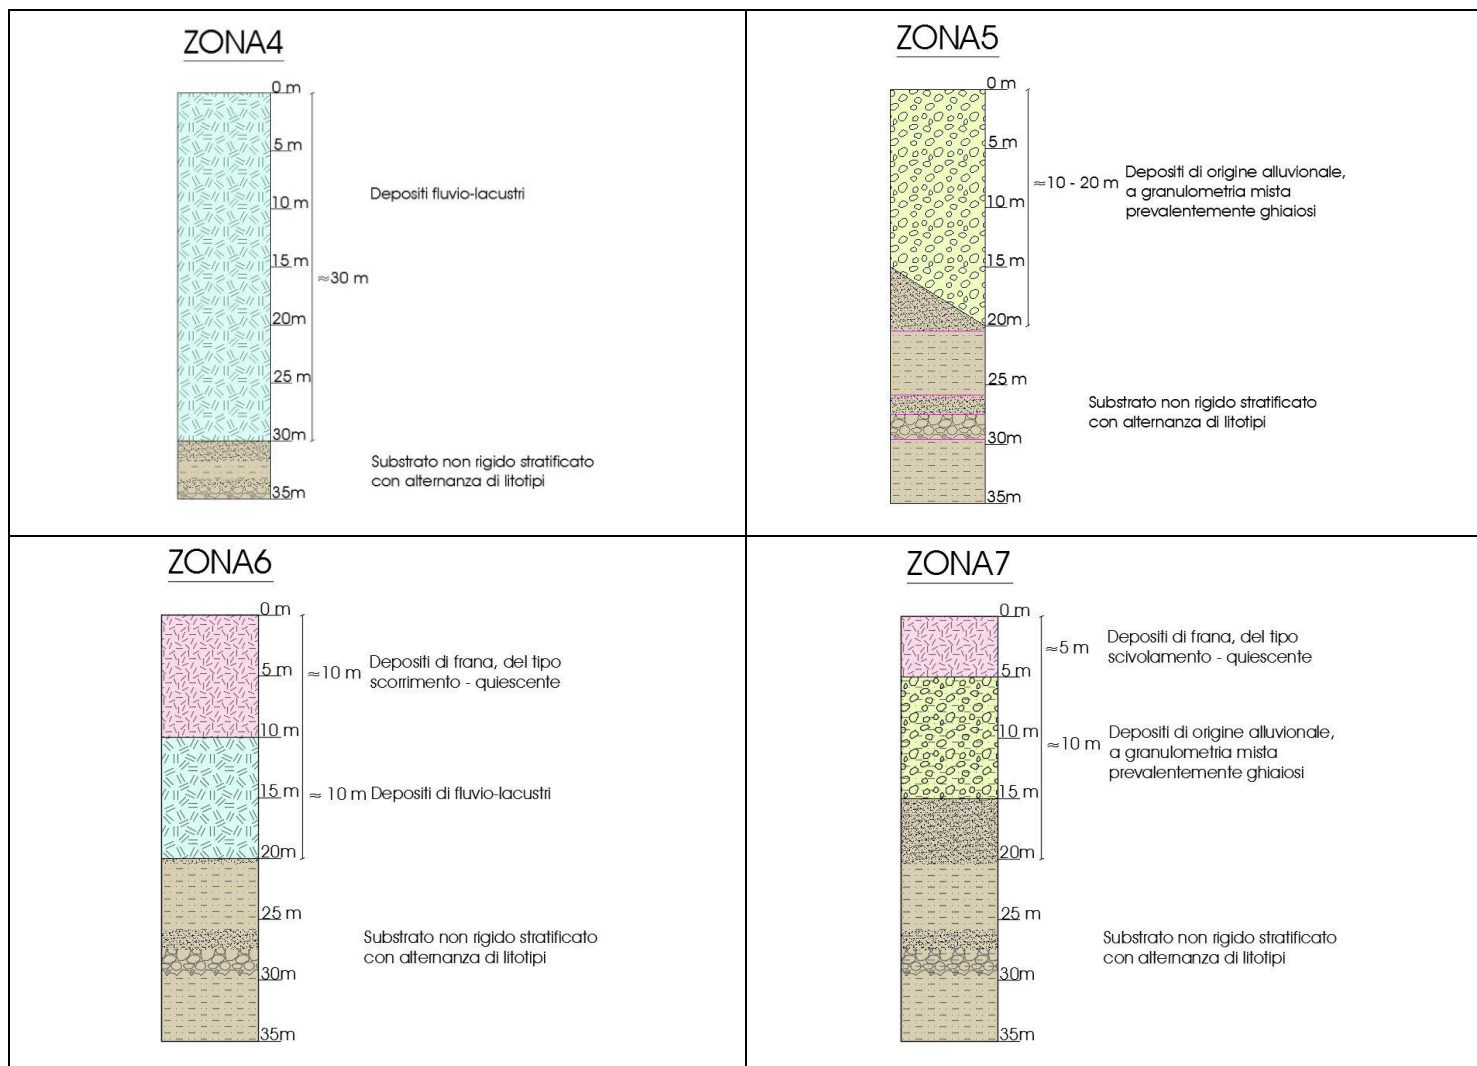 ZONA4
0 m
5 m
10 m
15 m
20m
25 m
30m
35m
≈30 m
Depositi fluvio-lacustri
Substrato non rigido stratificato
con alternanza di litotipi
ZONA5
0 m
5 m
10 m
15 m
20m
25 m
30m
35m
≈10 - 20 m
Depositi di origine alluvionale,
a granulometria mista
prevalentemente ghiaiosi
Substrato non rigido stratificato
con alternanza di litotipi
ZONA6
0 m
5 m
10 m
15 m
20m
25 m
30m
35m
≈10 m
Depositi di frana, del tipo
scorrimento - quiescente
≈ 10 m Depositi di fluvio-lacustri
Substrato non rigido stratificato
con alternanza di litotipi
ZONA7
0 m
5 m
10 m
15 m
20m
25 m
30m
35m
≈5 m
Depositi di frana, del tipo
scivolamento - quiescente
≈10 m
Depositi di origine alluvionale,
a granulometria mista
prevalentemente ghiaiosi
Substrato non rigido stratificato
con alternanza di litotipi